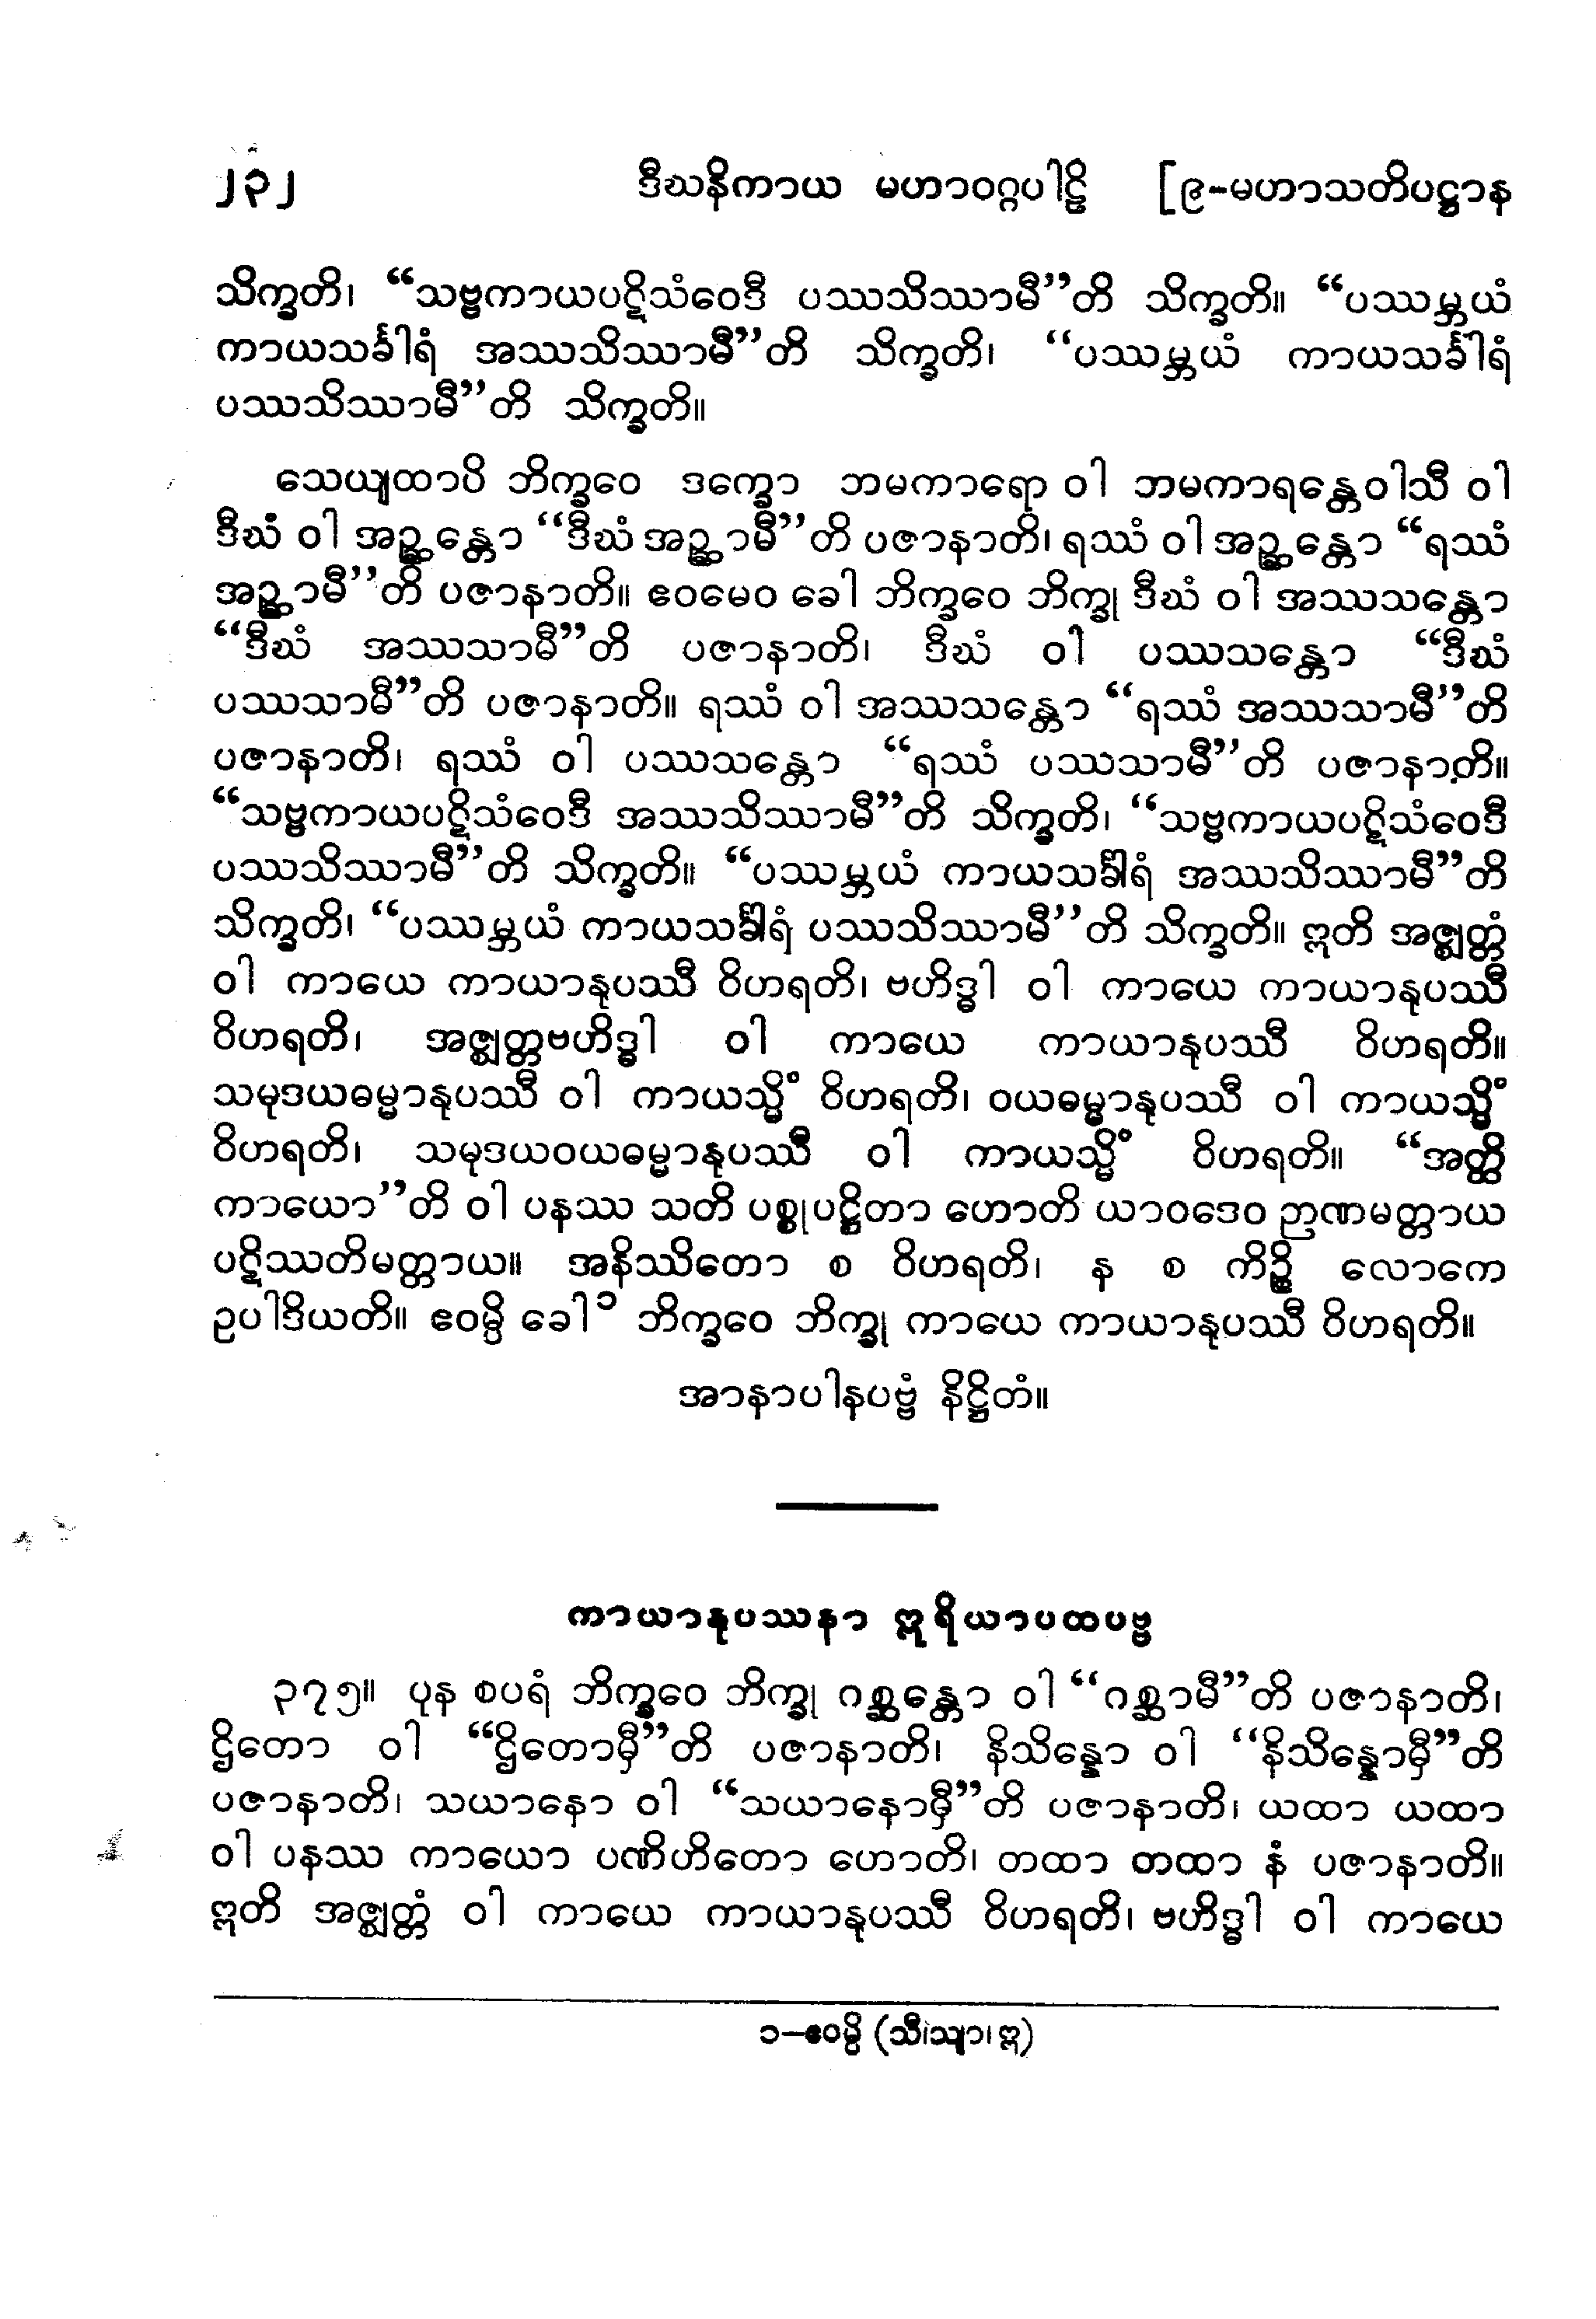 ၂၃၂ ဒီဃနိကာယ မဟာဝဂ္ဂပါဠိ [၉-မဟာသတိပဋ္ဌာန
သိက္ခတိ၊ “သဗ္ဗကာယပဋိသံဝေဒီ ပဿသိဿာမီ”တိ သိက္ခတိ။ “ပဿမ္ဘယံ
ကာယသင်္ခါရံ အဿသိဿာမီ”တိ သိက္ခတိ၊ “ပဿမ္ဘယံ ကာယသင်္ခါရံ
ပဿသိဿာမီ”တိ သိက္ခတိ။
သေယျထာပိ ဘိက္ခဝေ ဒက္ခော ဘမကာရော ဝါ ဘမကာရန္တေဝါသီ ဝါ
ဒီဃံ ဝါ အဉ္ဆန္တော “ဒီဃံ အဉ္ဆာမီ”တိ ပဇာနာတိ၊ ရဿံ ဝါ အဉ္ဆန္တော “ရဿံ
အဉ္ဆာမီ”တိ ပဇာနာတိ။ ဧဝမေဝ ခေါ ဘိက္ခဝေ ဘိက္ခု ဒီဃံ ဝါ အဿသန္တော
“ဒီဃံ အဿသာမီ”တိ ပဇာနာတိ၊ ဒီဃံ ဝါ ပဿသန္တော “ဒီဃံ
ပဿသာမီ”တိ ပဇာနာတိ။ ရဿံ ဝါ အဿသန္တော “ရဿံ အဿသာမီ”တိ
ပဇာနာတိ၊ ရဿံ ဝါ ပဿသန္တော “ရဿံ ပဿသာမီ”တိ ပဇာနာတိ။
“သဗ္ဗကာယပဋိသံဝေဒီ အဿသိဿာမီ”တိ သိက္ခတိ၊ “သဗ္ဗကာယပဋိသံဝေဒီ
ပဿသိဿာမီ”တိ သိက္ခတိ။ “ပဿမ္ဘယံ ကာယသင်္ခါရံ အဿသိဿာမီ”တိ
သိက္ခတိ၊ “ပဿမ္ဘယံ ကာယသင်္ခါရံ ပဿသိဿာမီ”တိ သိက္ခတိ။ ဣတိ အဇ္ဈတ္တံ
ဝါ ကာယေ ကာယာနုပဿီ ဝိဟရတိ၊ ဗဟိဒ္ဓါ ဝါ ကာယေ ကာယာနုပဿီ
ဝိဟရတိ၊ အဇ္ဈတ္တဗဟိဒ္ဓါ ဝါ ကာယေ ကာယာနုပဿီ ဝိဟရတိ။
သမုဒယဓမ္မာနုပဿီ ဝါ ကာယသ္မိံ ဝိဟရတိ၊ ဝယဓမ္မာနုပဿီ ဝါ ကာယသ္မိံ
ဝိဟရတိ၊ သမုဒယဝယဓမ္မာနုပဿီ ဝါ ကာယသ္မိံ ဝိဟရတိ။ “အတ္ထိ
ကာယော”တိ ဝါ ပနဿ သတိ ပစ္စုပဋ္ဌိတာ ဟောတိ ယာဝဒေဝ ဉာဏမတ္တာယ
ပဋိဿတိမတ္တာယ။ အနိဿိတော စ ဝိဟရတိ၊ န စ ကိဉ္စိ လောကေ
ဥပါဒိယတိ။ ဧဝမ္ပိ ခေါ၁ ဘိက္ခဝေ ဘိက္ခု ကာယေ ကာယာနုပဿီ ဝိဟရတိ။
အာနာပါနပဗ္ဗံ နိဋ္ဌိတံ။
ကာယာနုပဿနာ ဣရိယာပထပဗ္ဗ
၃၇၅။ ပုန စပရံ ဘိက္ခဝေ ဘိက္ခု ဂစ္ဆန္တော ဝါ “ဂစ္ဆာမီ”တိ ပဇာနာတိ၊
ဌိတော ဝါ “ဌိတောမှီ”တိ ပဇာနာတိ၊ နိသိန္နော ဝါ “နိသိန္နောမှီ”တိ
ပဇာနာတိ၊ သယာနော ဝါ “သယာနောမှီ”တိ ပဇာနာတိ၊ ယထာ ယထာ
ဝါ ပနဿ ကာယော ပဏိဟိတော ဟောတိ၊ တထာ တထာ နံ ပဇာနာတိ။
ဣတိ အဇ္ဈတ္တံ ဝါ ကာယေ ကာယာနုပဿီ ဝိဟရတိ၊ ဗဟိဒ္ဓါ ဝါ ကာယေ
၁-ဧဝမ္ပိ (သီ၊သျာ၊ဣ)